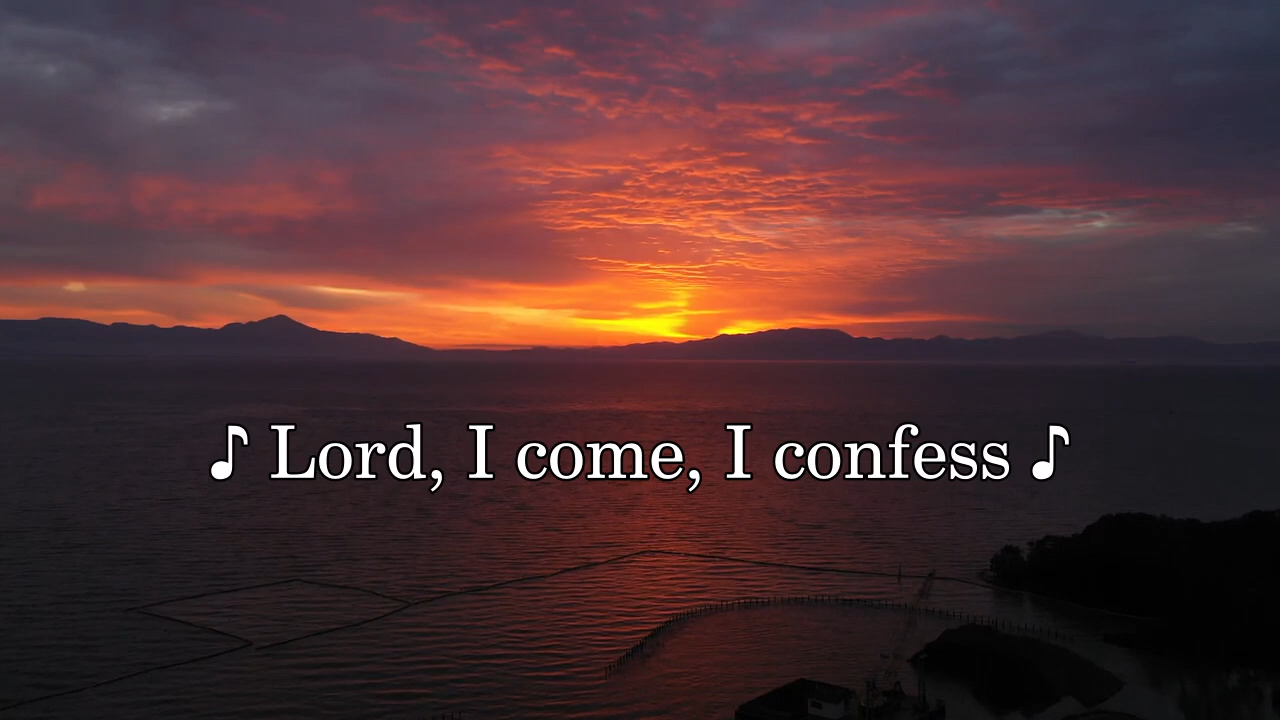 ♪ Lord, I come, I confess ♪